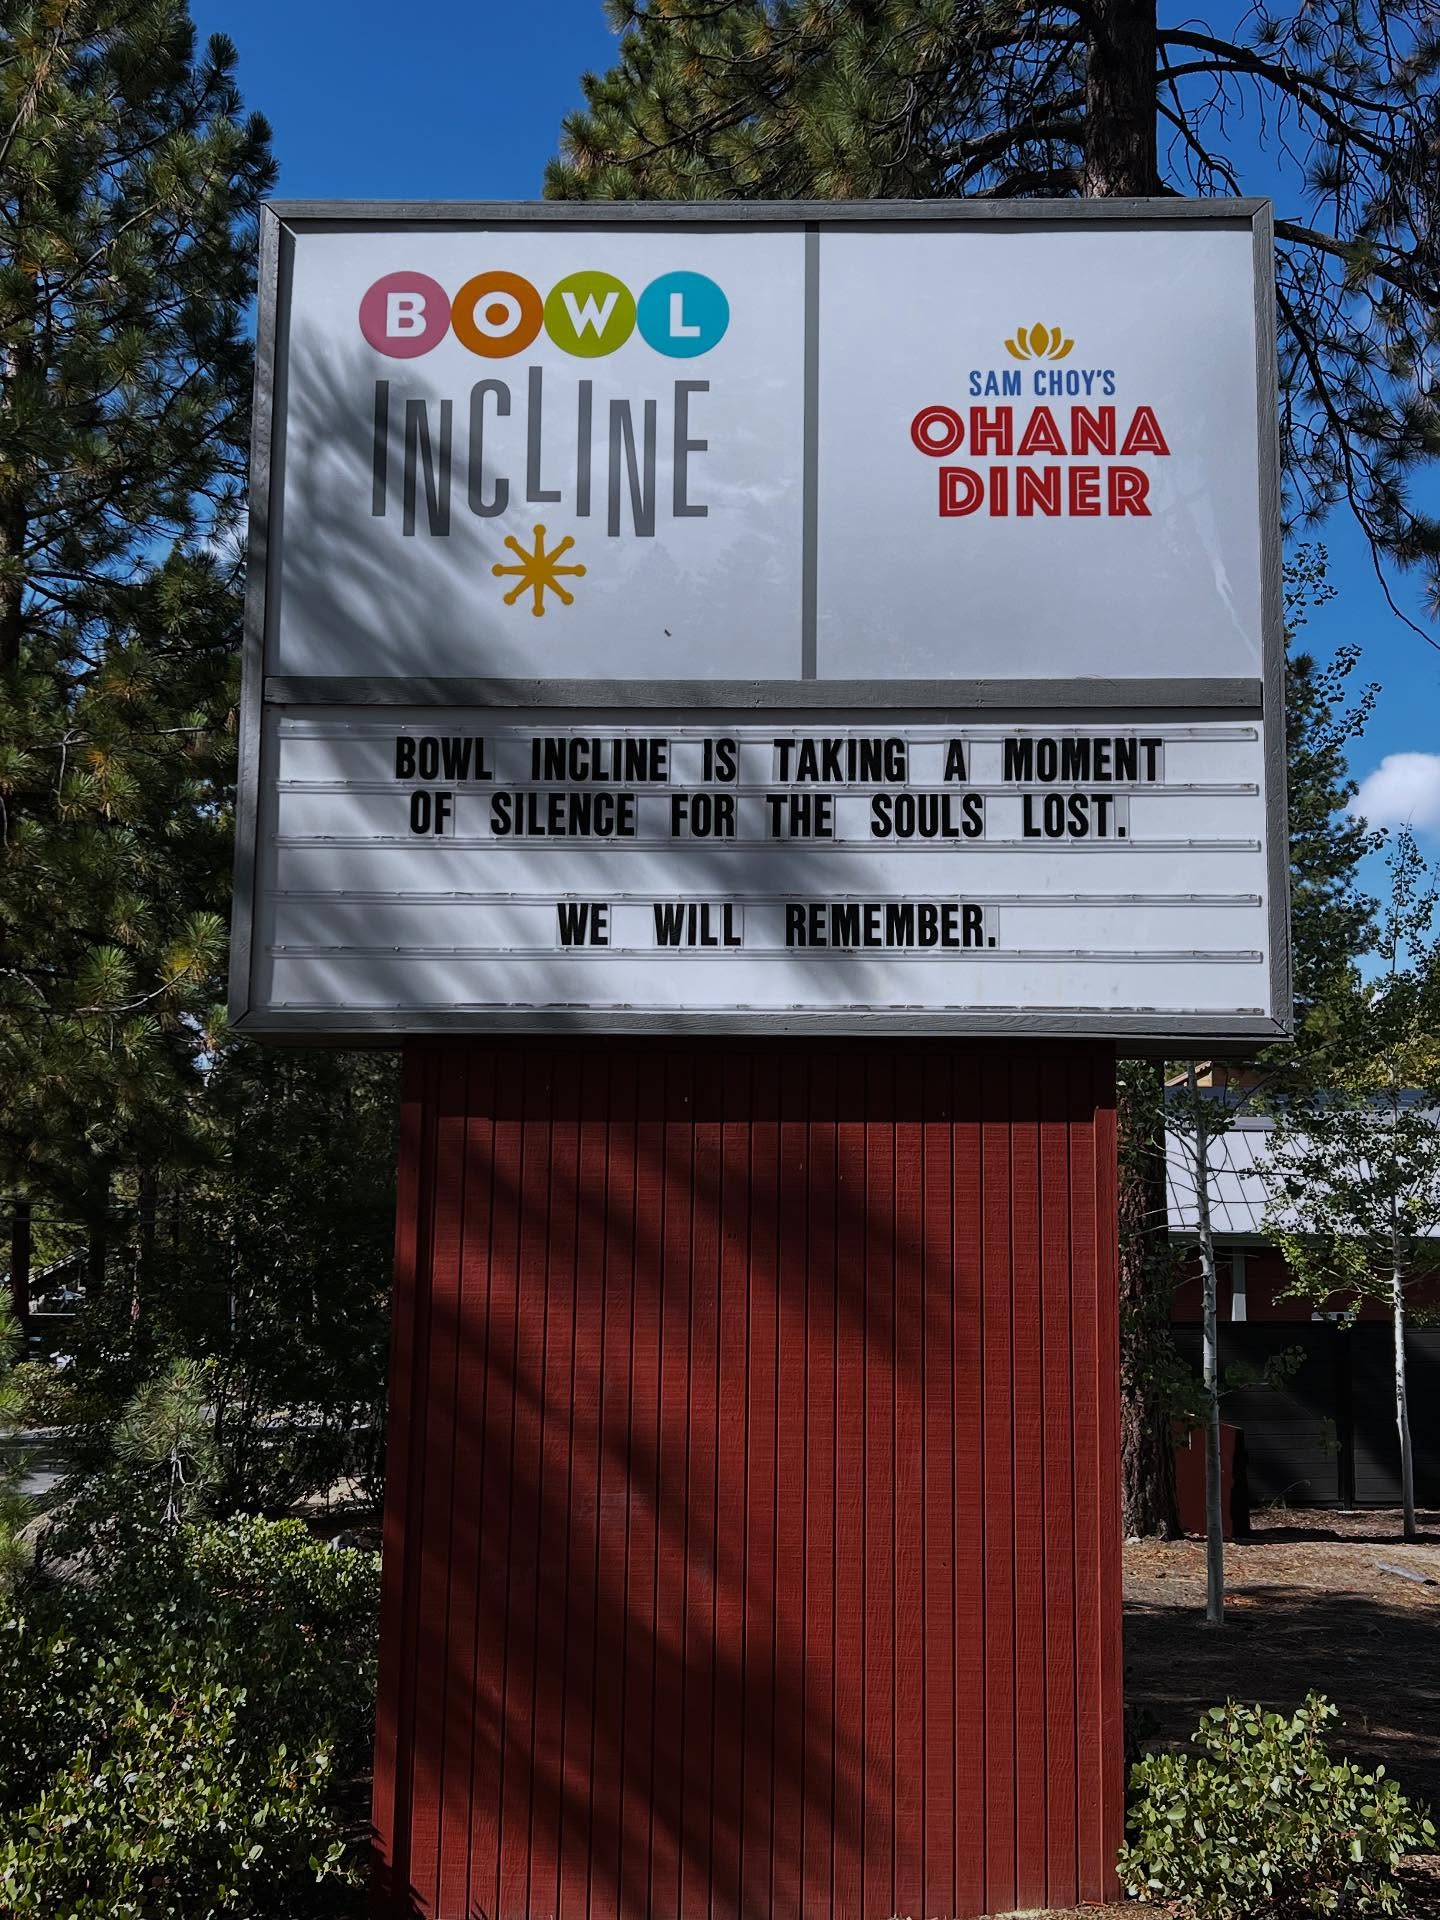 BOWL
INCLINE
SAM CHOY'S
OHANA
DINER
BOWL INCLINE IS TAKING A MOMENT
OF SILENCE FOR THE SOULS LOST.
WE WILL REMEMBER.